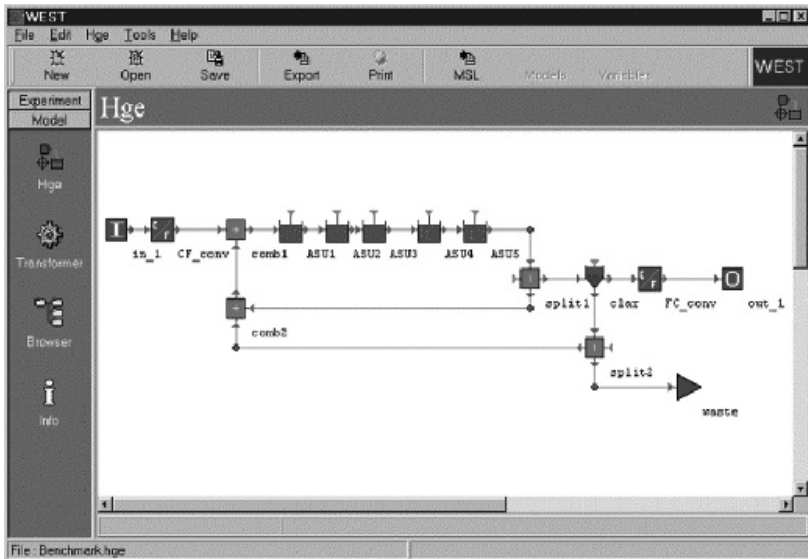 WEST
File Edit Hge Tools Help
New Open Save Export Print MSL Models Variables WEST
Experiment
Model
Hge
Hge
Transformer
Browser
Info
in_1 CF_conv comb1 ASU1 ASU2 ASU3 ASU4 ASU5
split1 clar FC_conv out_1
comb2
split2
waste
File : Benchmark.hge